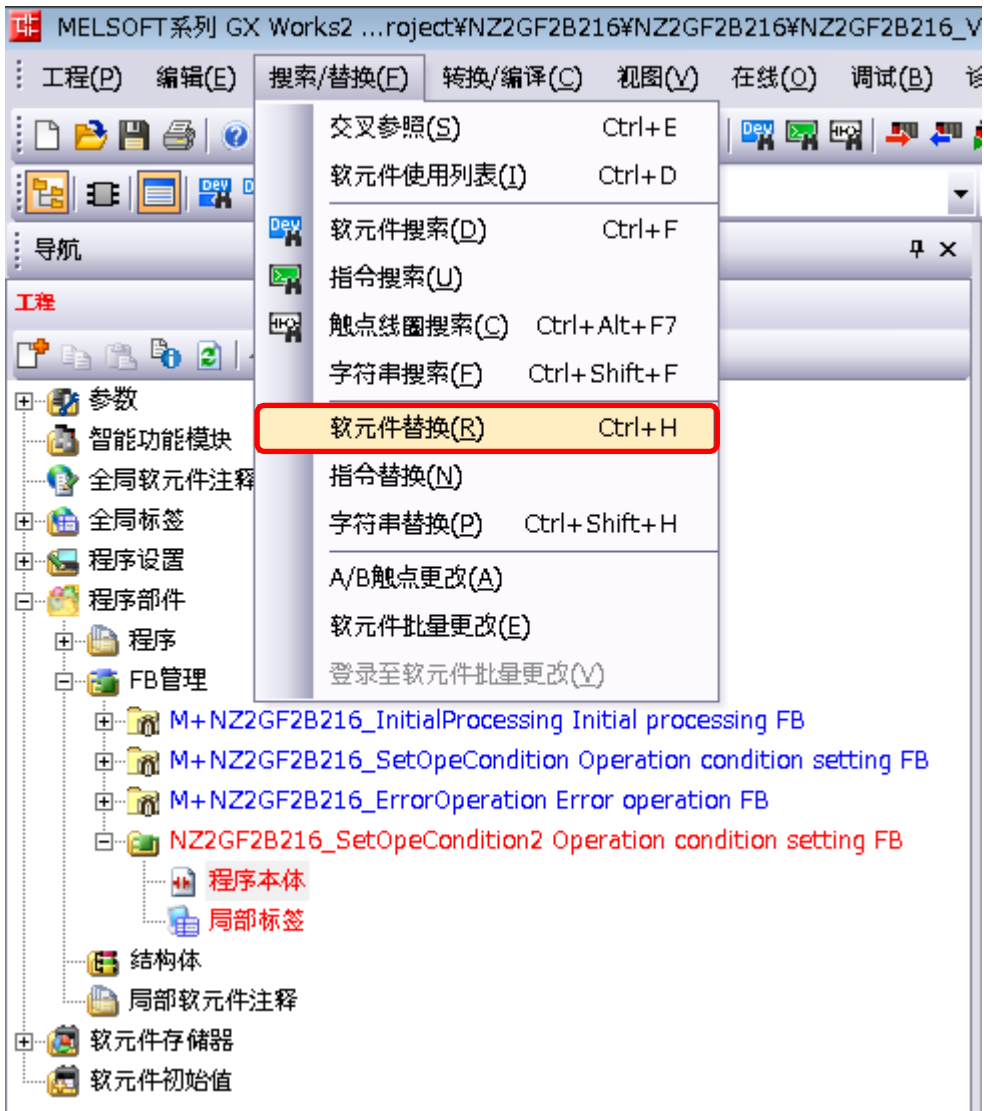 MELSOFT系列 GX Works2 ...roject¥NZ2GF2B216¥NZ2GF2B216¥NZ2GF2B216_V
工程(P) 编辑(E) 搜索/替换(F) 转换/编译(C) 视图(V) 在线(O) 调试(B) 诊
交叉参照(S) Ctrl+E
软元件使用列表(I) Ctrl+D
软元件搜索(D) Ctrl+F
指令搜索(U)
触点线圈搜索(C) Ctrl+Alt+F7
字符串搜索(F) Ctrl+Shift+F
软元件替换(R) Ctrl+H
指令替换(N)
字符串替换(P) Ctrl+Shift+H
A/B触点更改(A)
软元件批量更改(E)
登录至软元件批量更改(V)
导航
工程
参数
智能功能模块
全局软元件注释
全局标签
程序设置
程序部件
程序
FB管理
M+NZ2GF2B216_InitialProcessing Initial processing FB
M+NZ2GF2B216_SetOpeCondition Operation condition setting FB
M+NZ2GF2B216_ErrorOperation Error operation FB
NZ2GF2B216_SetOpeCondition2 Operation condition setting FB
程序本体
局部标签
结构体
局部软元件注释
软元件存储器
软元件初始值